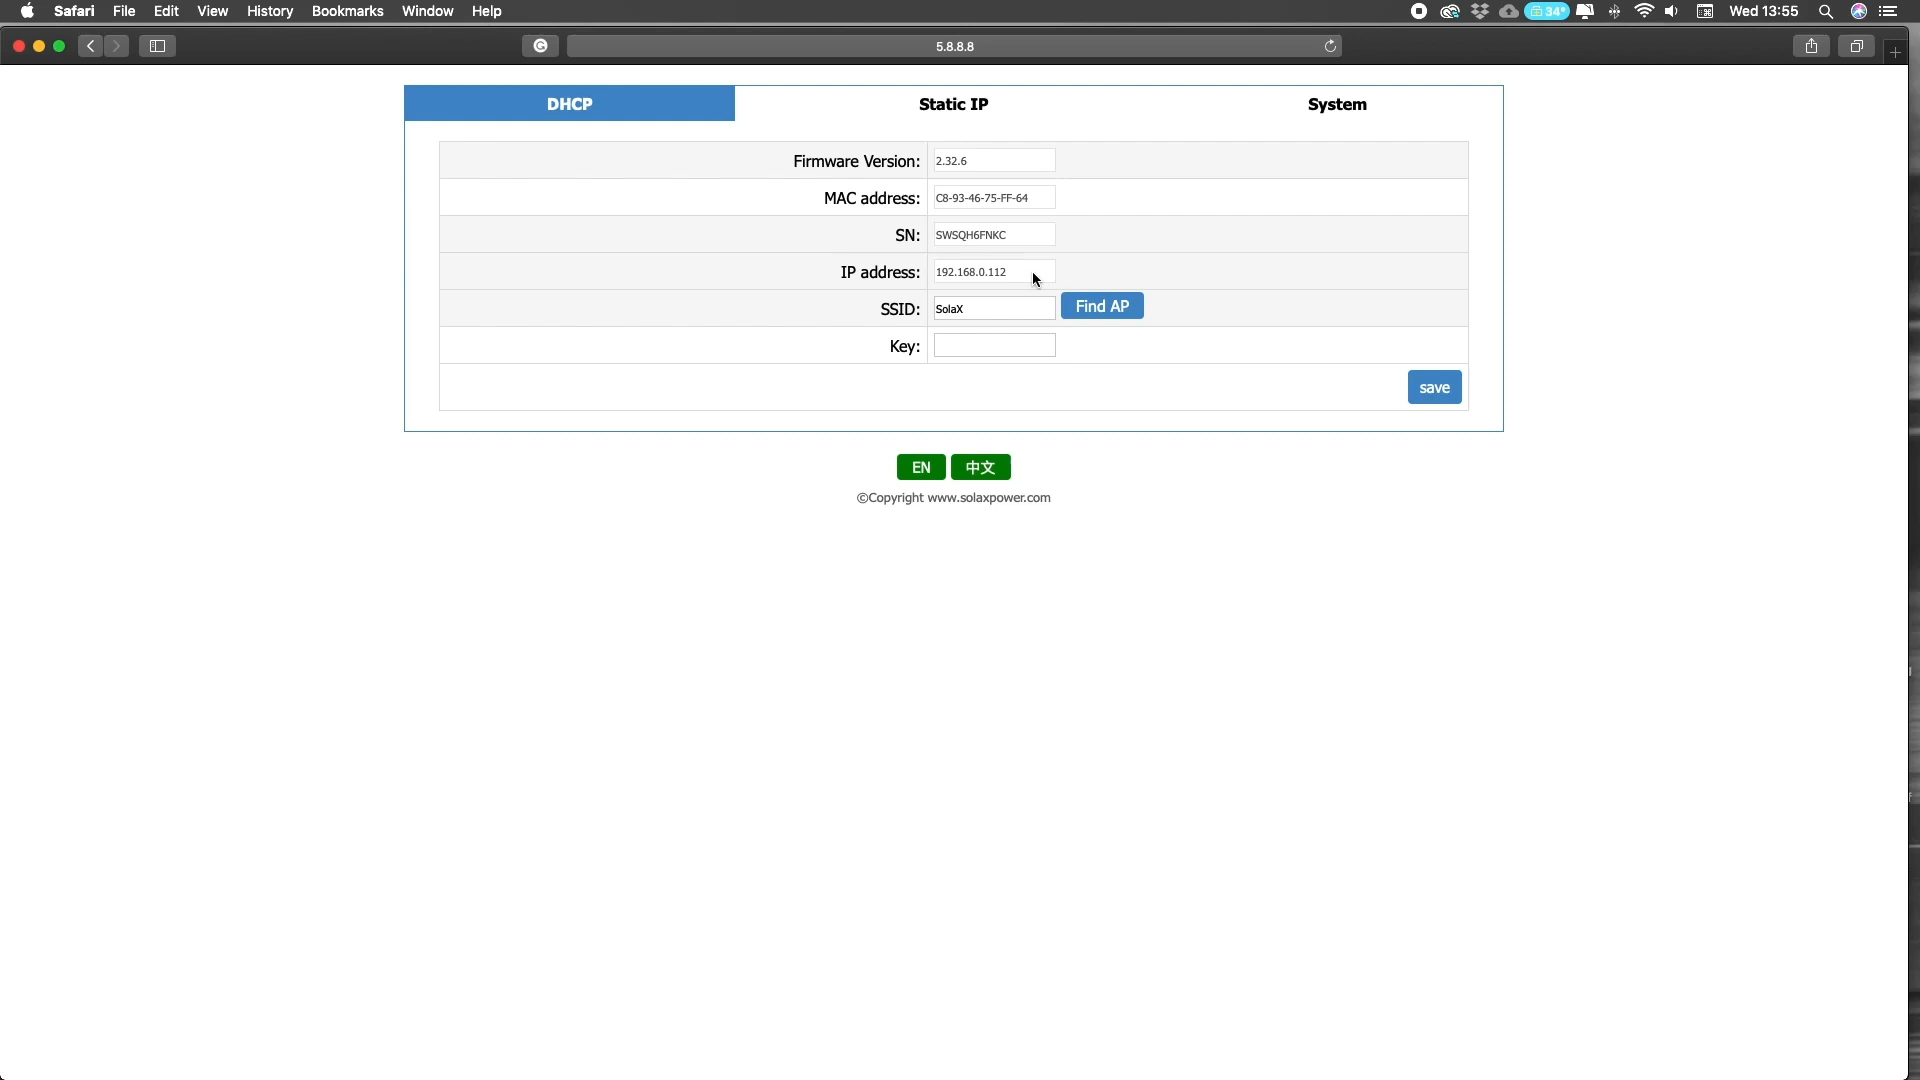 Safari File Edit View History Bookmarks Window Help 34° Wed 13:55
5.8.8.8
DHCP Static IP System
Firmware Version: 2.32.6
MAC address: C8-93-46-75-FF-64
SN: SWSQH6FNKC
IP address: 192.168.0.112
SSID: SolaX Find AP
Key:
save
EN 中文
©Copyright www.solaxpower.com